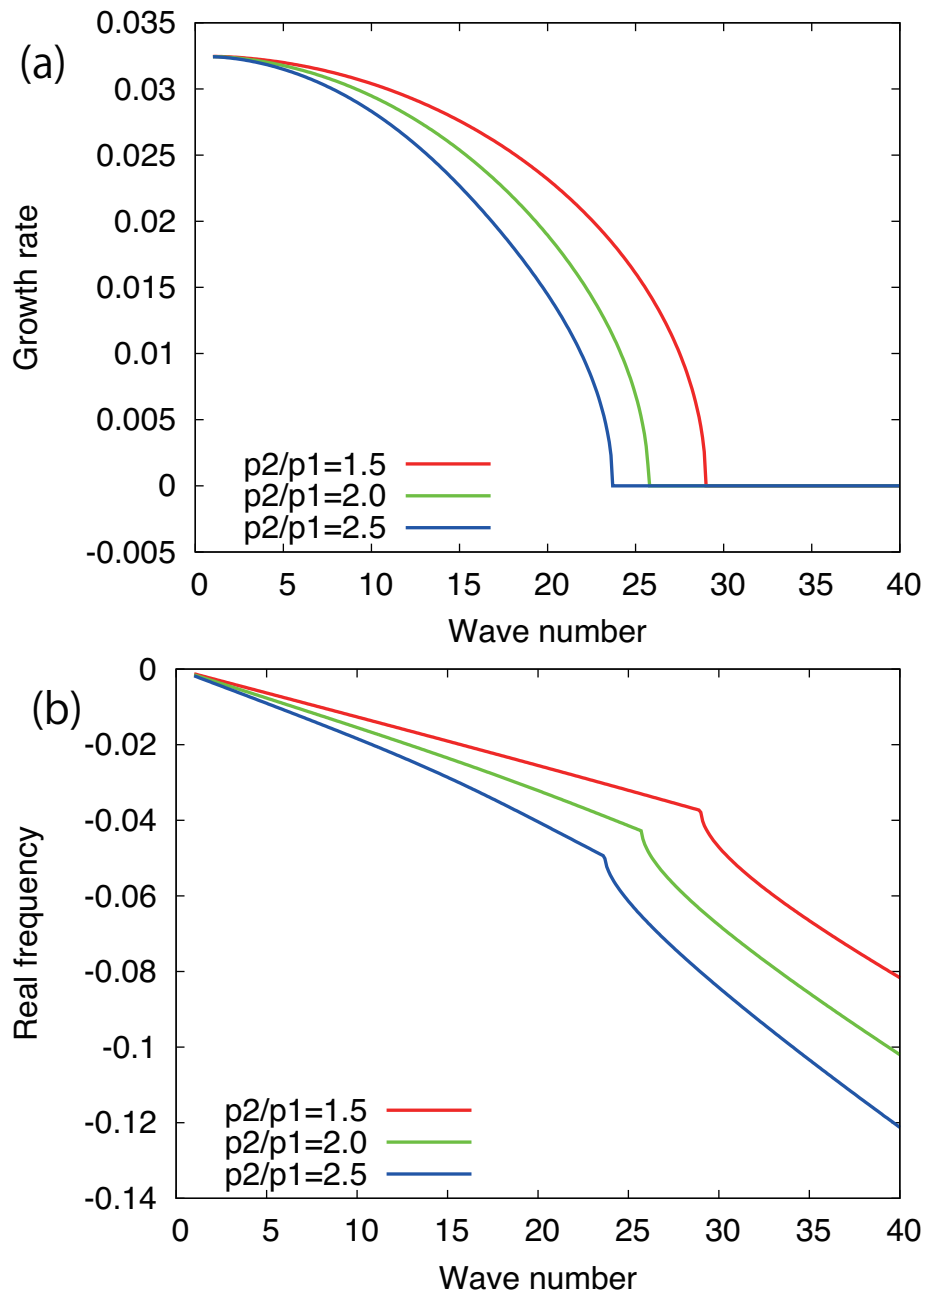 (a)
0.035
0.03
0.025
0.02
0.015
0.01
0.005
0
-0.005
Growth rate
p2/p1=1.5
p2/p1=2.0
p2/p1=2.5
0 5 10 15 20 25 30 35 40
Wave number
(b)
0
-0.02
-0.04
-0.06
-0.08
-0.1
-0.12
-0.14
Real frequency
p2/p1=1.5
p2/p1=2.0
p2/p1=2.5
0 5 10 15 20 25 30 35 40
Wave number